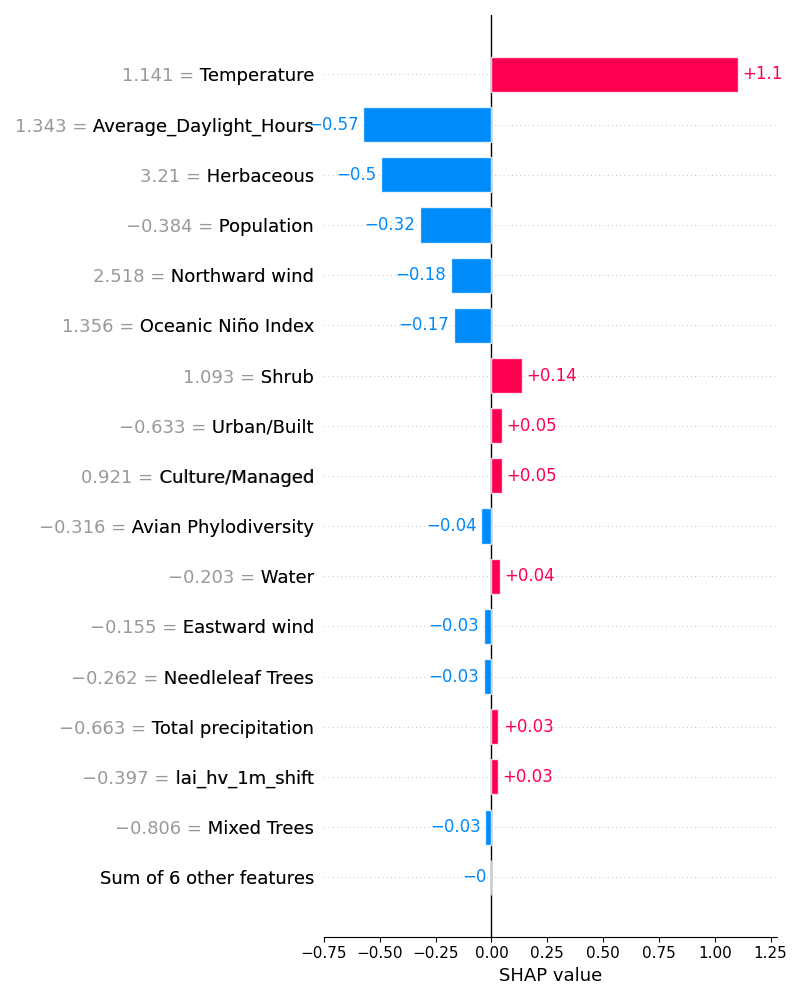 1.141 = Temperature +1.1
1.343 = Average_Daylight_Hours −0.57
3.21 = Herbaceous −0.5
−0.384 = Population −0.32
2.518 = Northward wind −0.18
1.356 = Oceanic Niño Index −0.17
1.093 = Shrub +0.14
−0.633 = Urban/Built +0.05
0.921 = Culture/Managed +0.05
−0.316 = Avian Phylodiversity −0.04
−0.203 = Water +0.04
−0.155 = Eastward wind −0.03
−0.262 = Needleleaf Trees −0.03
−0.663 = Total precipitation +0.03
−0.397 = lai_hv_1m_shift +0.03
−0.806 = Mixed Trees −0.03
Sum of 6 other features −0
−0.75 −0.50 −0.25 0.00 0.25 0.50 0.75 1.00 1.25
SHAP value